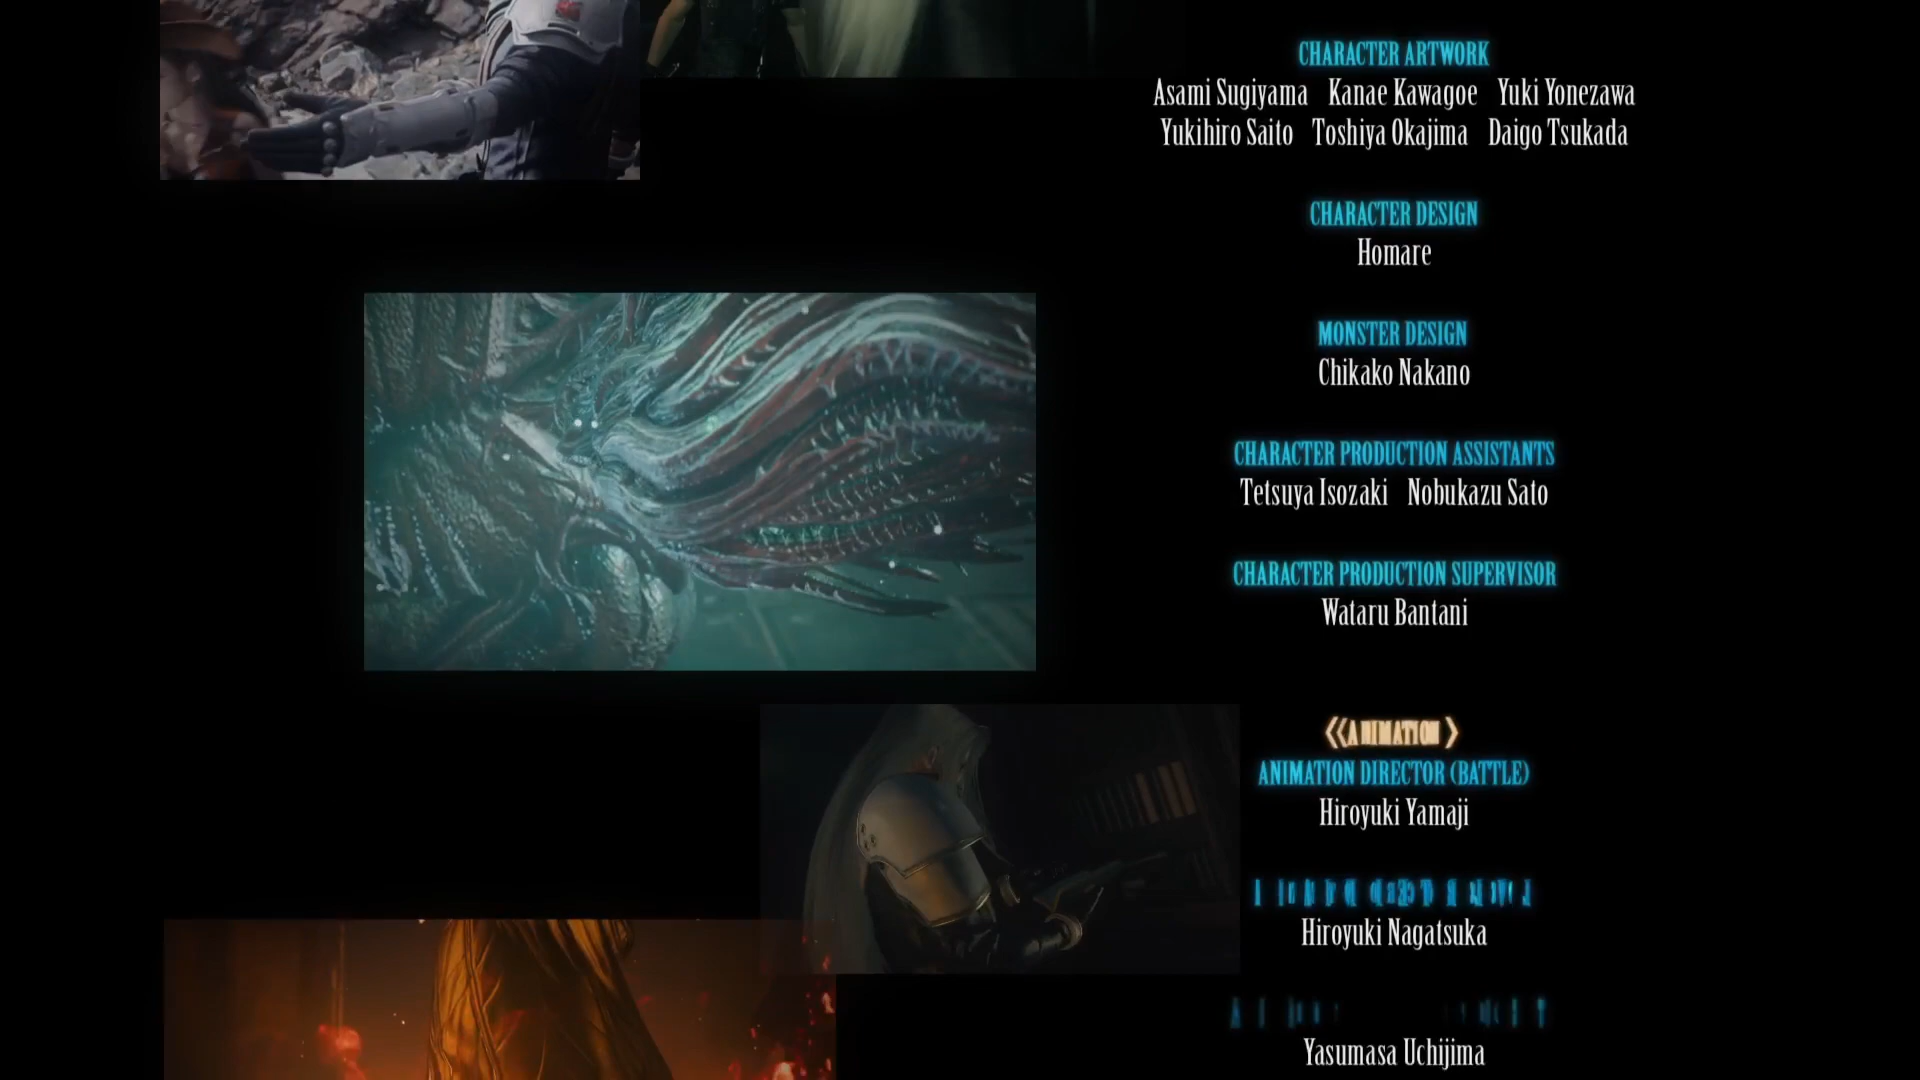 CHARACTER ARTWORK
Asami Sugiyama Kanae Kawagoe Yuki Yonezawa
Yukihiro Saito Toshiya Okajima Daigo Tsukada
CHARACTER DESIGN
Homare
MONSTER DESIGN
Chikako Nakano
CHARACTER PRODUCTION ASSISTANTS
Tetsuya Isozaki Nobukazu Sato
CHARACTER PRODUCTION SUPERVISOR
Wataru Bantani
《ANIMATION》
ANIMATION DIRECTOR (BATTLE)
Hiroyuki Yamaji
Hiroyuki Nagatsuka
Yasumasa Uchijima